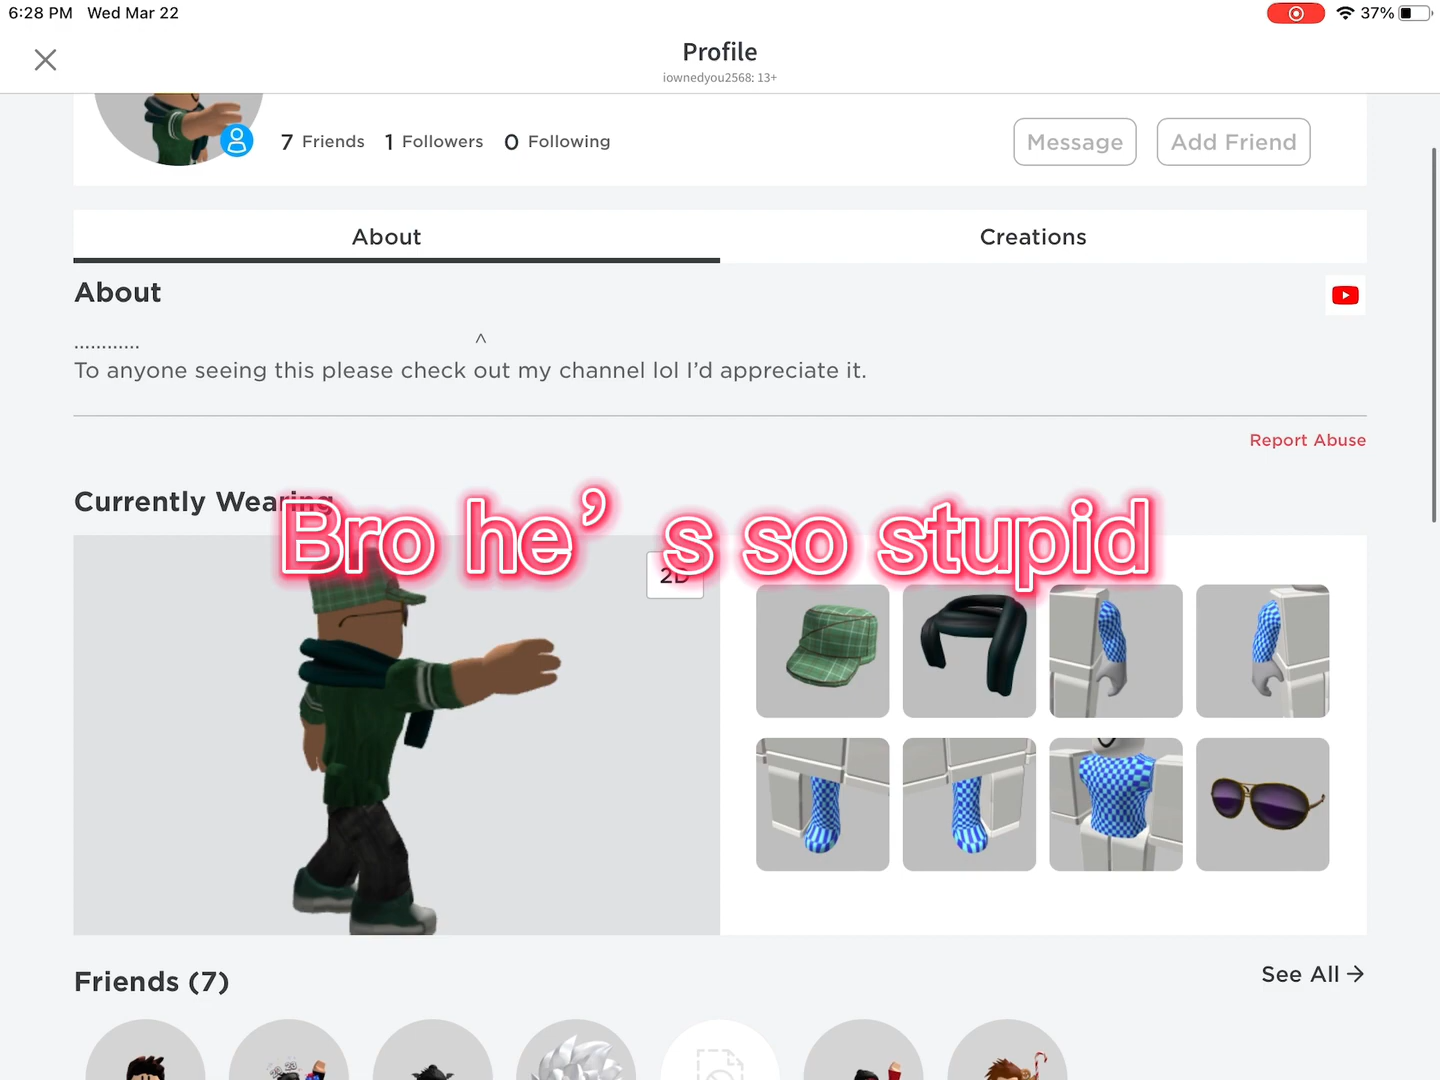 6:28 PM Wed Mar 22
37%
Profile
iownedyou2568: 13+
7 Friends 1 Followers 0 Following
Message
Add Friend
About
Creations
About
............ ^
To anyone seeing this please check out my channel lol I’d appreciate it.
Report Abuse
Currently Wearing
Bro he’s so stupid
2D
Friends (7)
See All →